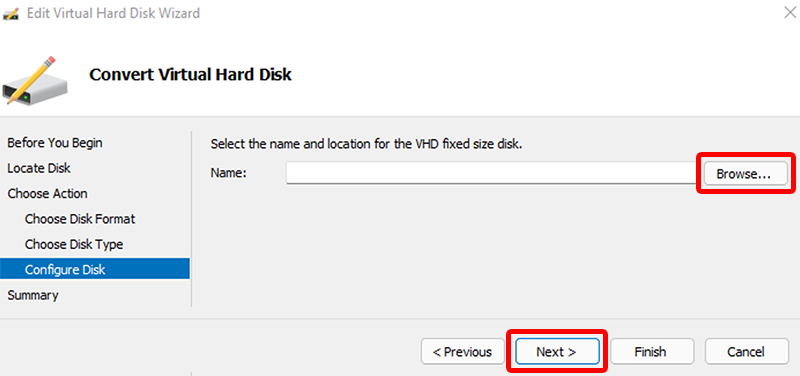 Edit Virtual Hard Disk Wizard
Convert Virtual Hard Disk
Before You Begin
Locate Disk
Choose Action
Choose Disk Format
Choose Disk Type
Configure Disk
Summary
Select the name and location for the VHD fixed size disk.
Name:
Browse...
< Previous
Next >
Finish
Cancel